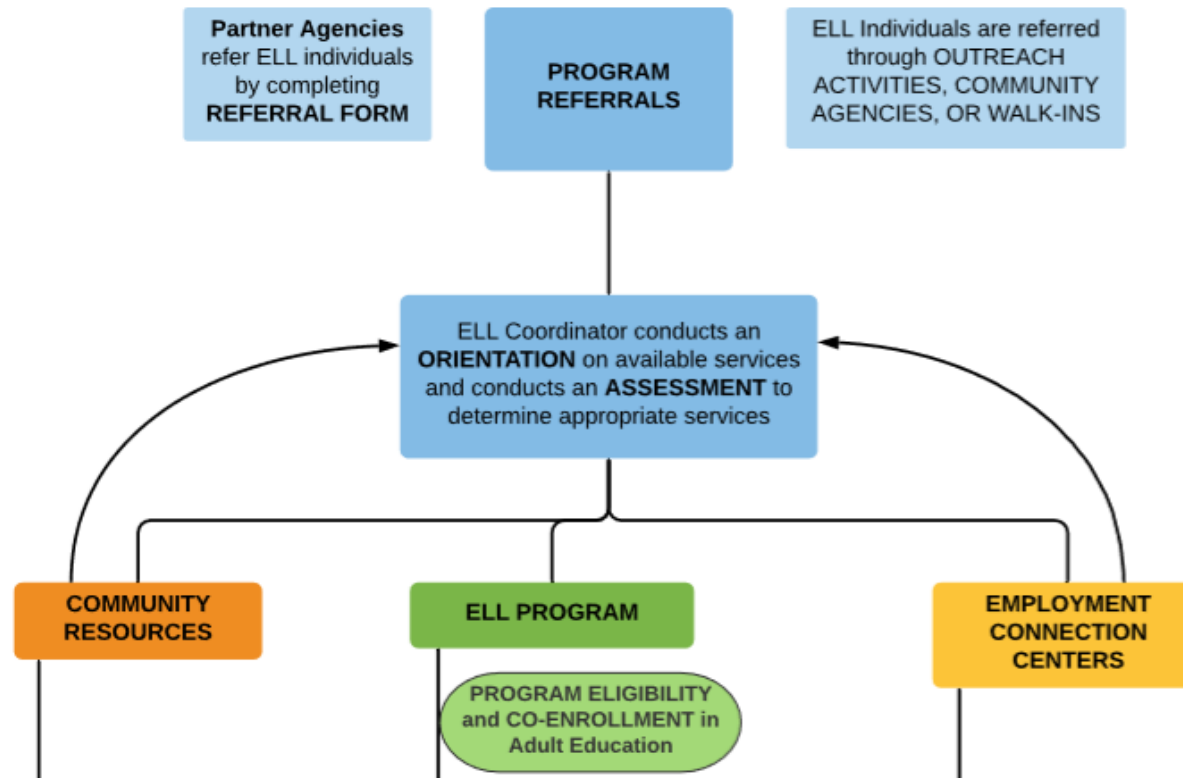 Partner Agencies
refer ELL individuals
by completing
REFERRAL FORM
PROGRAM
REFERRALS
ELL Individuals are referred
through OUTREACH
ACTIVITIES, COMMUNITY
AGENCIES, OR WALK-INS
ELL Coordinator conducts an
ORIENTATION on available services
and conducts an ASSESSMENT to
determine appropriate services
COMMUNITY
RESOURCES
ELL PROGRAM
EMPLOYMENT
CONNECTION
CENTERS
PROGRAM ELIGIBILITY
and CO-ENROLLMENT in
Adult Education